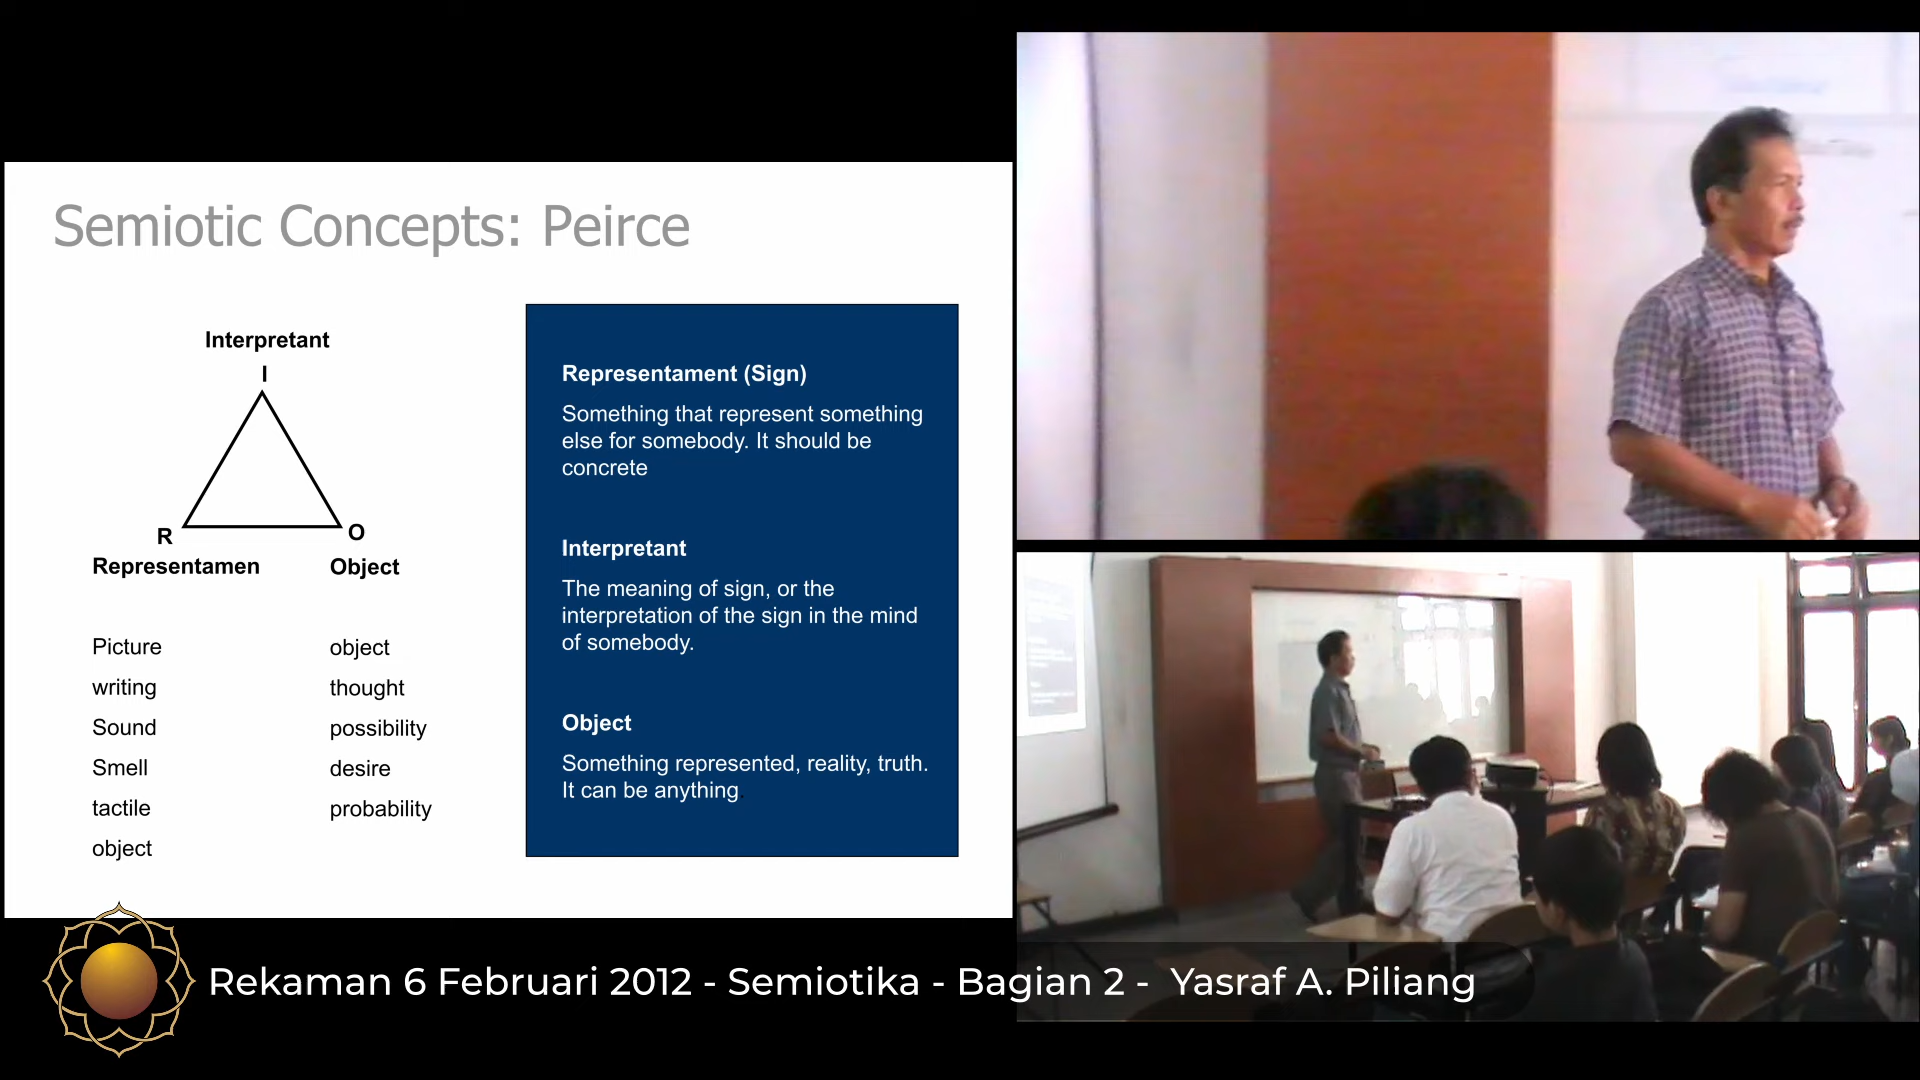 Semiotic Concepts: Peirce
Interpretant
I
R
O
Representamen
Object
Picture
object
writing
thought
Sound
possibility
Smell
desire
tactile
probability
object
Representament (Sign)
Something that represent something
else for somebody. It should be
concrete
Interpretant
The meaning of sign, or the
interpretation of the sign in the mind
of somebody.
Object
Something represented, reality, truth.
It can be anything
Rekaman 6 Februari 2012 - Semiotika - Bagian 2 - Yasraf A. Piliang